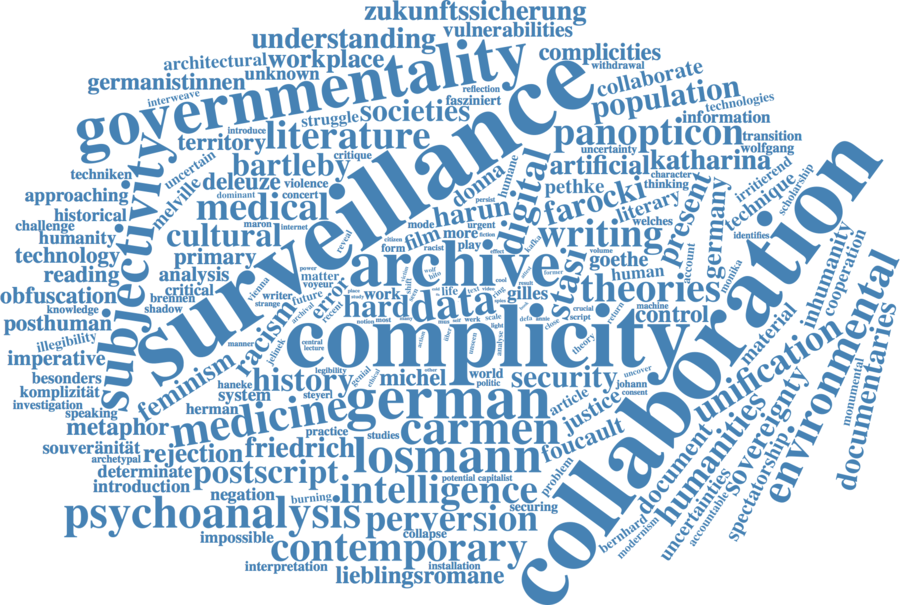 zukunftssicherung
understanding
vulnerabilities
architectural
workplace
complicities
withdrawal
germanistinnen
unknown
governmentality
reflection
collaborate
interweave
fasziniert
population
technologies
struggle
societies
information
introduce
literature
surveillance
panopticon
transition
territory
uncertainty
wolfgang
techniken
uncertain
bartleby
critique
artificial
katharina
deleuze
violence
donna
humane
character
irritierend
scholarship
approaching
melville
dominant
concert
digital
pethke
thinking
technique
subjectivity
medical
persist
farocki
literary
present
historical
maron
internet
harun
urgent
welches
germany
challenge
cultural
reveal
mode
fiction
writing
account
identifies
humanity
citizen
film
more
racist
kafka
volume
goethe
monika
inhumanity
technology
primary
form
play
effect
stasi
human
cooperation
reading
analysis
power
matter
archive
former
theories
obfuscation
critical
vienna
voyeur
error
hard
data
gilles
return
machine
control
knowledge
brennen
writer
future
work
life
text
video
crucial
script
collaboration
posthuman
shadow
strange
archival
recent
complicity
material
environmental
illegibility
racism
central
lecture
theory
imperative
manner
jelinek
legibility
genial
ethical
world
uncover
unification
documentaries
besonders
feminism
haneke
history
michel
politic
security
johann
consent
monumental
komplizität
system
steyerl
german
article
justice
investigation
herman
speaking
medicine
practice
studies
carmen
foucault
humanities
sovereignty
metaphor
souveränität
rejection
friedrich
losmann
document
spectatorship
archetypal
determinate
postscript
potential capitalist
problem
uncertainties
introduction
negation
burning
intelligence
securing
bernhard
accountable
psychoanalysis
perversion
modernism
impossible
collapse
contemporary
interpretation
installation
lieblingsromane